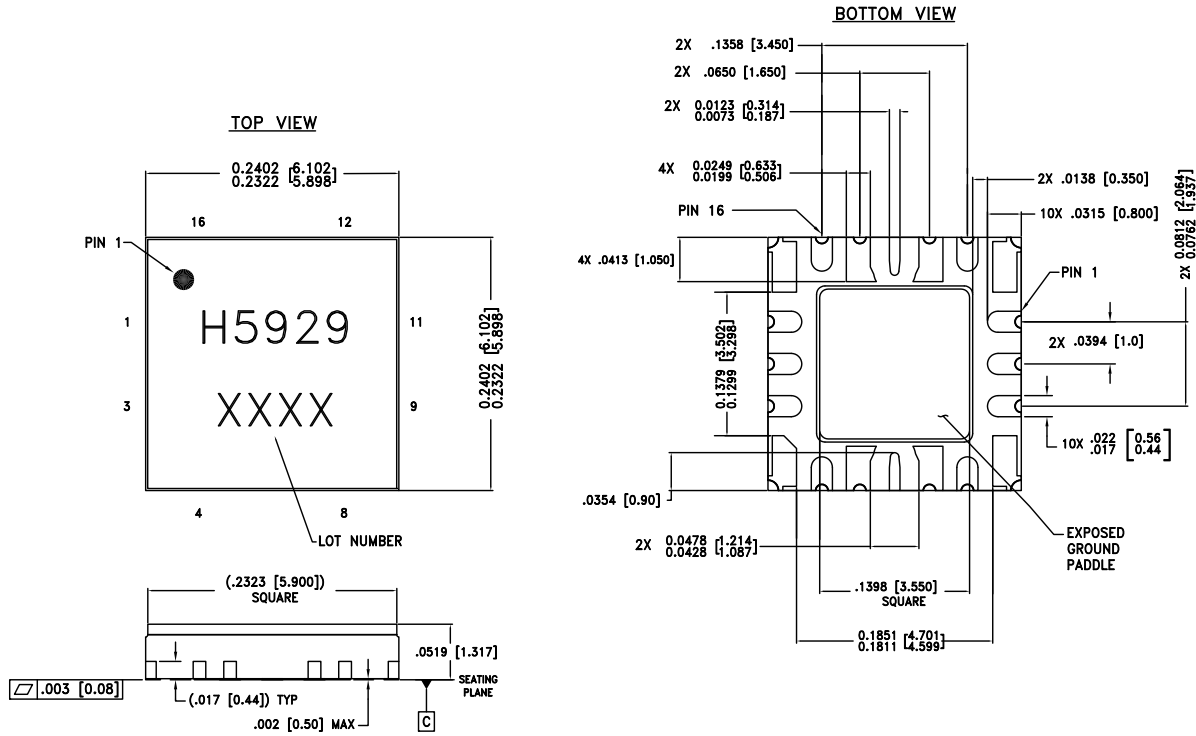 TOP VIEW
0.2402 [6.102]
0.2322 [5.898]
16
12
PIN 1
1
11
H5929
3
9
XXXX
4
8
LOT NUMBER
0.2402 [6.102]
0.2322 [5.898]
(.2323 [5.900])
SQUARE
.0519 [1.317]
SEATING
PLANE
.003 [0.08]
(.017 [0.44]) TYP
.002 [0.50] MAX
C
BOTTOM VIEW
2X .1358 [3.450]
2X .0650 [1.650]
2X 0.0123 [0.314]
0.0073 [0.187]
4X 0.0249 [0.633]
0.0199 [0.506]
PIN 16
2X .0138 [0.350]
10X .0315 [0.800]
2X 0.0812 [2.064]
0.0762 [1.937]
4X .0413 [1.050]
PIN 1
2X .0394 [1.0]
0.1379 [3.502]
0.1299 [3.298]
10X .022 [0.56]
.017 [0.44]
.0354 [0.90]
2X 0.0478 [1.214]
0.0428 [1.087]
EXPOSED
GROUND
PADDLE
.1398 [3.550]
SQUARE
0.1851 [4.701]
0.1811 [4.599]